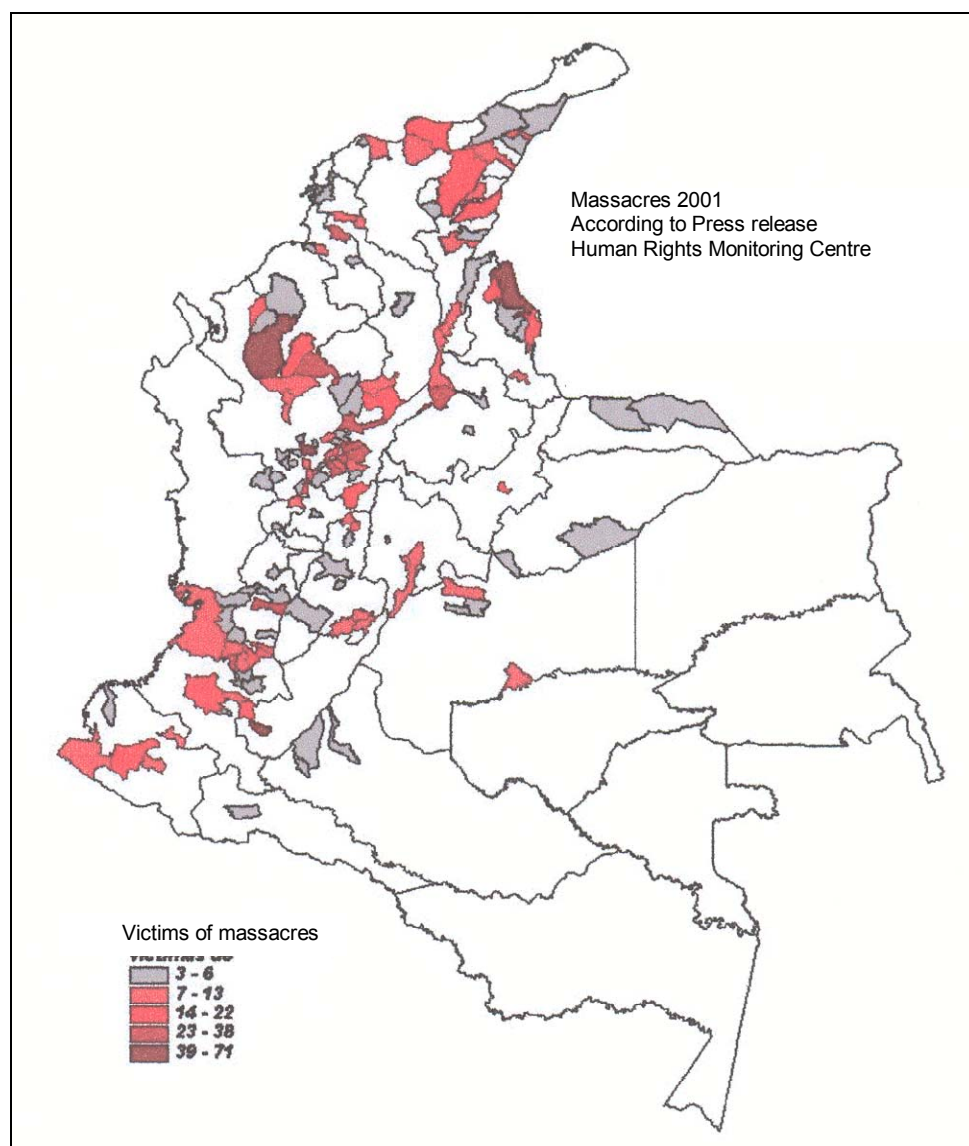 Massacres 2001
According to Press release
Human Rights Monitoring Centre
Victims of massacres
3 - 6
7 - 13
14 - 22
23 - 38
39 - 71